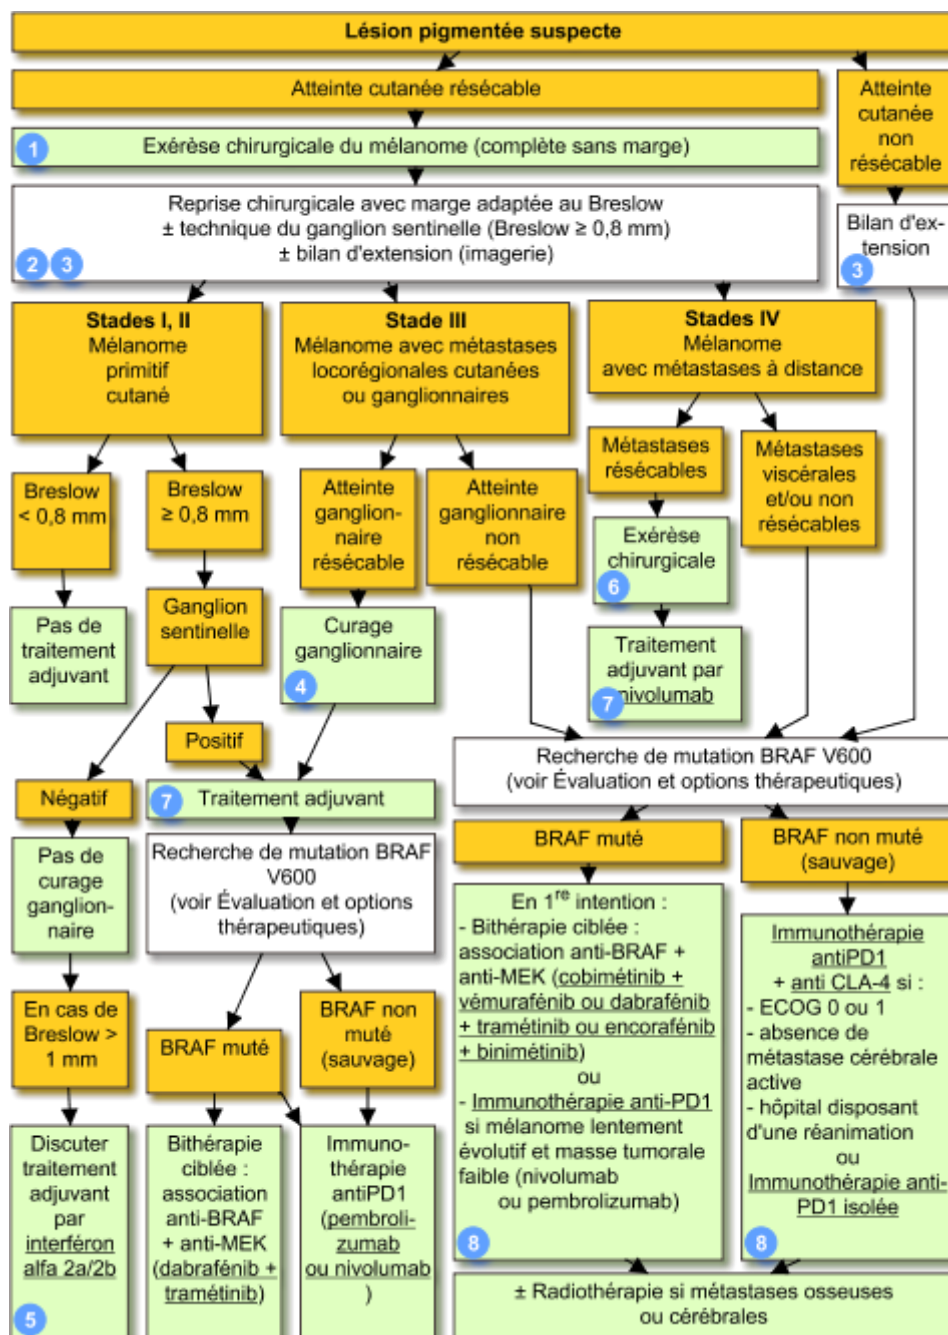 Lésion pigmentée suspecte
Atteinte cutanée résécable
Atteinte
cutanée
non
résécable
1
Exérèse chirurgicale du mélanome (complète sans marge)
Reprise chirurgicale avec marge adaptée au Breslow
± technique du ganglion sentinelle (Breslow ≥ 0,8 mm)
± bilan d'extension (imagerie)
2 3
Bilan d'ex-
tension
3
Stades I, II
Mélanome
primitif
cutané
Stade III
Mélanome avec métastases
locorégionales cutanées
ou ganglionnaires
Stades IV
Mélanome
avec métastases à distance
Breslow
< 0,8 mm
Breslow
≥ 0,8 mm
Atteinte
ganglion-
naire
résécable
Atteinte
ganglionnaire
non
résécable
Métastases
résécables
Métastases
viscérales
et/ou non
résécables
Exérèse
chirurgicale
6
Pas de
traitement
adjuvant
Ganglion
sentinelle
Curage
ganglionnaire
4
Traitement
adjuvant par
nivolumab
7
Positif
Négatif
7
Traitement adjuvant
Recherche de mutation BRAF V600
(voir Évaluation et options thérapeutiques)
Pas de
curage
ganglion-
naire
Recherche de mutation BRAF
V600
(voir Évaluation et options
thérapeutiques)
BRAF muté
BRAF non muté
(sauvage)
En 1re intention :
- Bithérapie ciblée :
association anti-BRAF +
anti-MEK (cobimétinib +
vémurafénib ou dabrafénib
+ tramétinib ou encorafénib
+ binimétinib)
ou
- Immunothérapie anti-PD1
si mélanome lentement
évolutif et masse tumorale
faible (nivolumab
ou pembrolizumab)
8
Immunothérapie
antiPD1
+ anti CLA-4 si :
- ECOG 0 ou 1
- absence de
métastase cérébrale
active
- hôpital disposant
d'une réanimation
ou
Immunothérapie anti-
PD1 isolée
8
En cas de
Breslow >
1 mm
BRAF muté
BRAF non
muté
(sauvage)
Discuter
traitement
adjuvant
par
interféron
alfa 2a/2b
5
Bithérapie
ciblée :
association
anti-BRAF
+ anti-MEK
(dabrafénib +
tramétinib)
Immuno-
thérapie
antiPD1
(pembroli-
zumab
ou nivolumab
)
± Radiothérapie si métastases osseuses
ou cérébrales